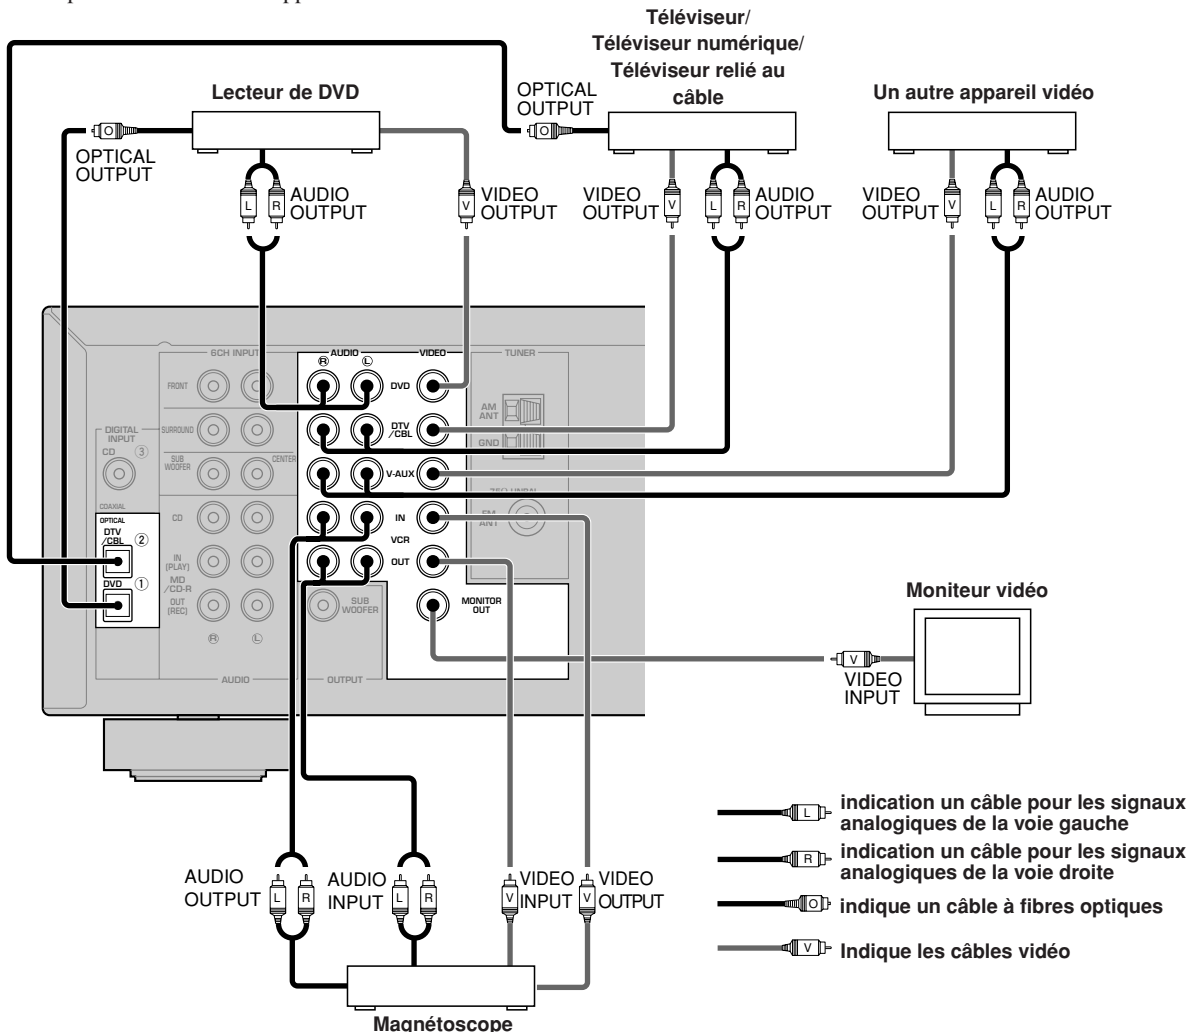 Téléviseur/
Téléviseur numérique/
Téléviseur relié au
câble
Lecteur de DVD
OPTICAL
OUTPUT
Un autre appareil vidéo
OPTICAL
OUTPUT
L
R
AUDIO
OUTPUT
V
VIDEO
OUTPUT
VIDEO
OUTPUT
V
L
R
AUDIO
OUTPUT
VIDEO
OUTPUT
V
L
R
AUDIO
OUTPUT
O
O
6CH INPUT
AUDIO
R
L
VIDEO
TUNER
FRONT
DVD
AM
ANT
GND
SURROUND
DTV
/CBL
DIGITAL
INPUT
CD ③
SUB
WOOFER
CENTER
V-AUX
COAXIAL
OPTICAL
DTV
/CBL ②
CD
IN
VCR
OUT
FM
ANT
IN
(PLAY)
MD
/CD-R
OUT
(REC)
DVD ①
SUB
WOOFER
MONITOR
OUT
R
L
AUDIO
OUTPUT
Moniteur vidéo
V
VIDEO
INPUT
L
indication un câble pour les signaux
analogiques de la voie gauche
R
indication un câble pour les signaux
analogiques de la voie droite
O
indique un câble à fibres optiques
V
Indique les câbles vidéo
AUDIO
OUTPUT
L
R
AUDIO
INPUT
L
R
VIDEO
INPUT
V
V
VIDEO
OUTPUT
Magnétoscope